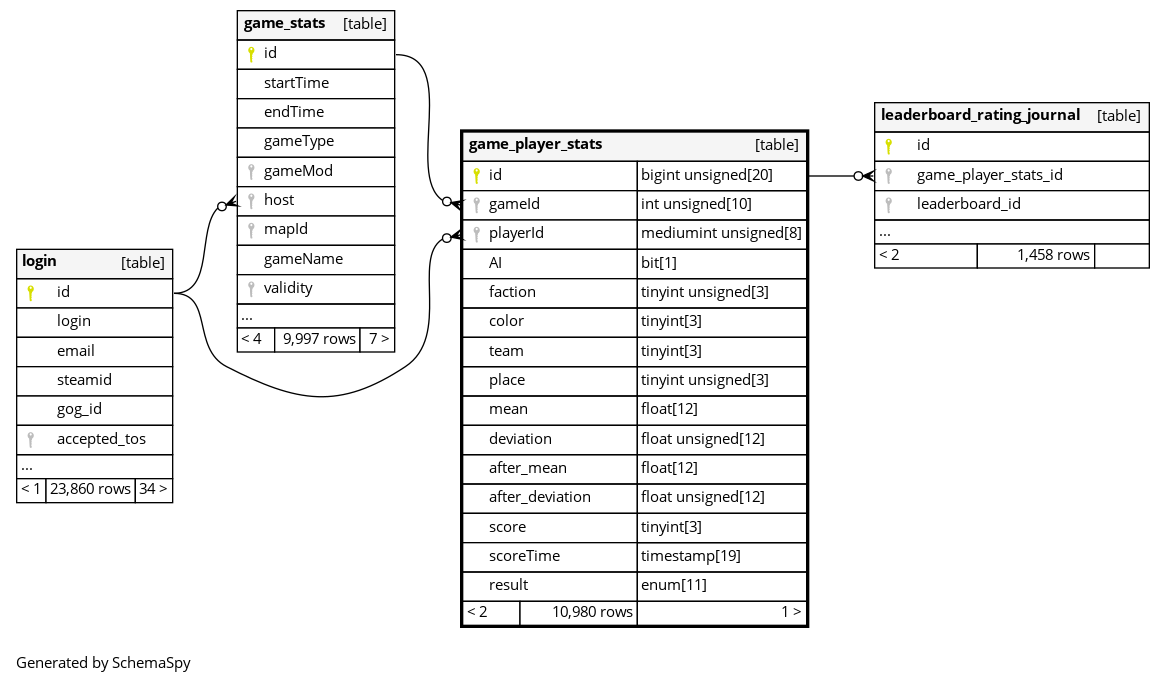 game_stats [table]
id
startTime
endTime
gameType
gameMod
host
mapId
gameName
validity
...
< 4 9,997 rows 7 >
login [table]
id
login
email
steamid
gog_id
accepted_tos
...
< 1 23,860 rows 34 >
game_player_stats [table]
id bigint unsigned[20]
gameId int unsigned[10]
playerId mediumint unsigned[8]
AI bit[1]
faction tinyint unsigned[3]
color tinyint[3]
team tinyint[3]
place tinyint unsigned[3]
mean float[12]
deviation float unsigned[12]
after_mean float[12]
after_deviation float unsigned[12]
score tinyint[3]
scoreTime timestamp[19]
result enum[11]
< 2 10,980 rows 1 >
leaderboard_rating_journal [table]
id
game_player_stats_id
leaderboard_id
...
< 2 1,458 rows
Generated by SchemaSpy